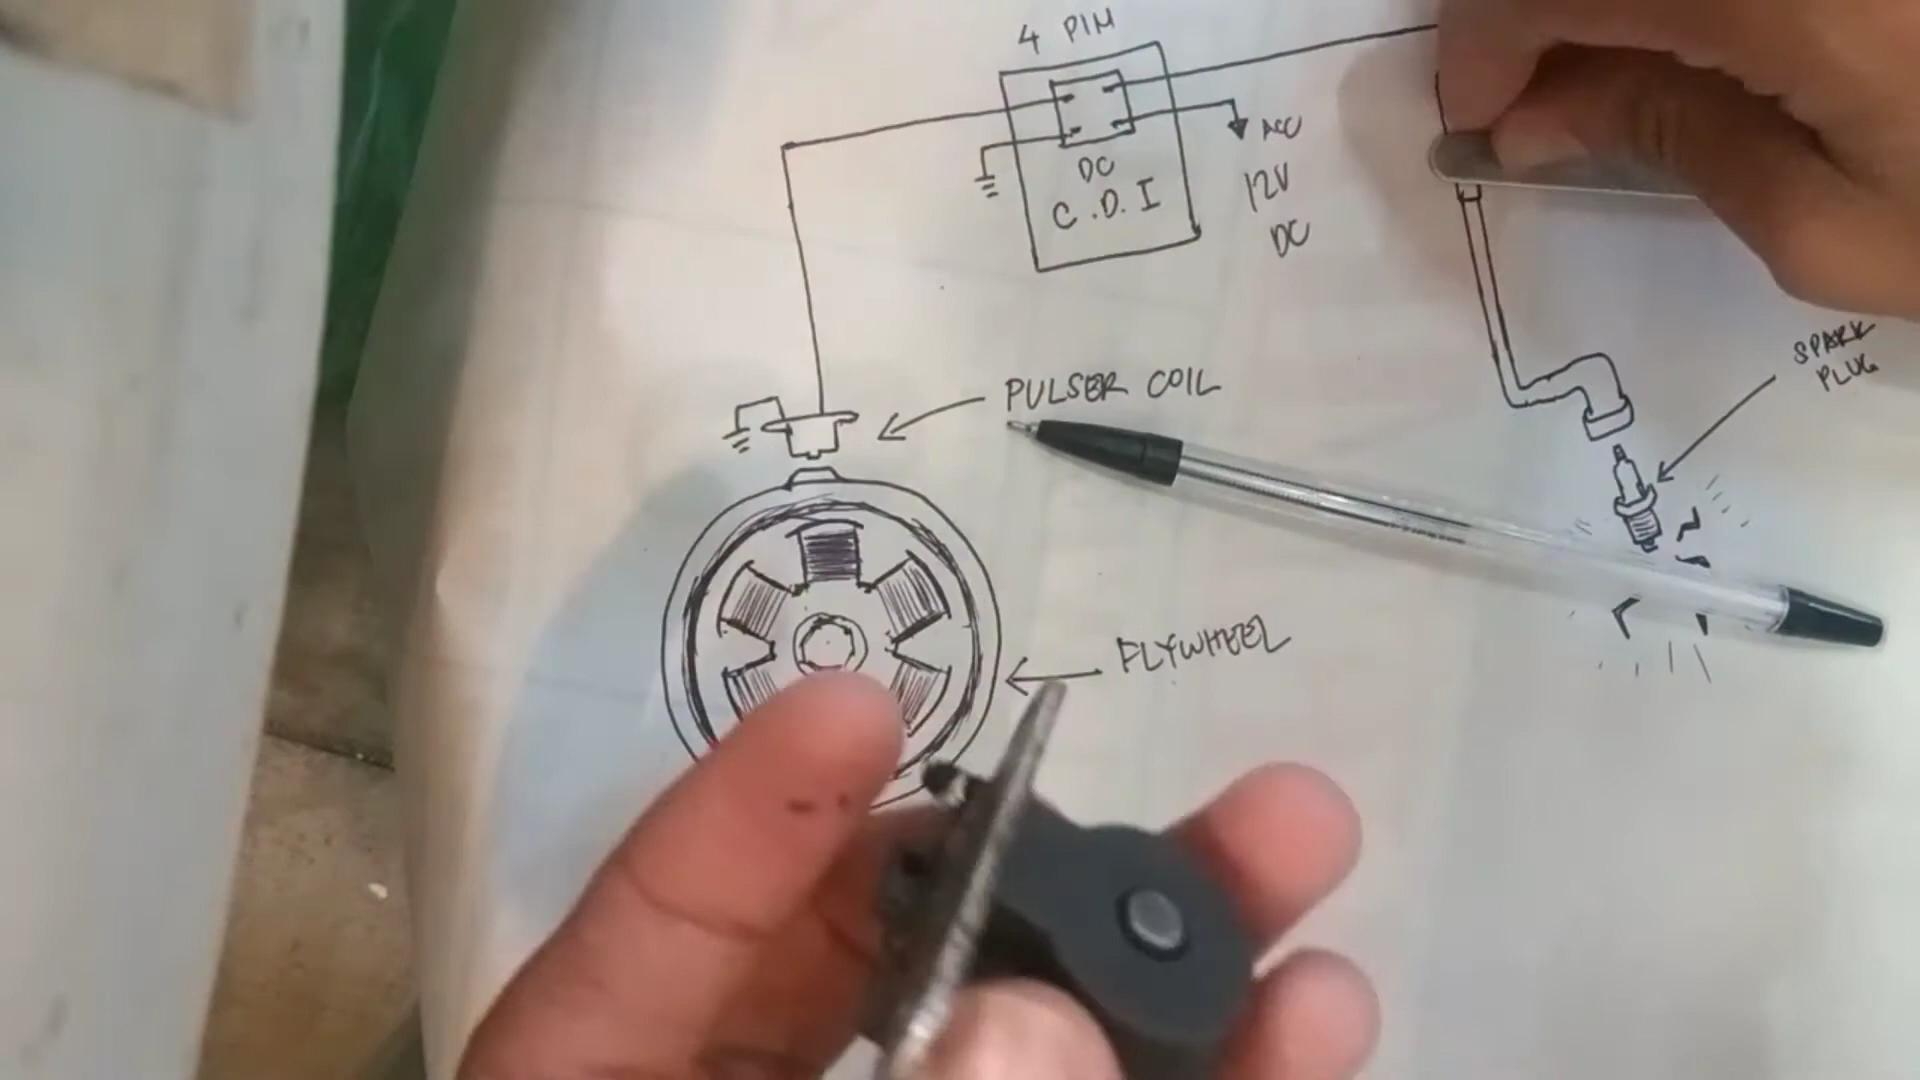 4 PIN
DC
C.D.I
ACC
12V
DC
PULSER COIL
SPARK
PLUG
FLYWHEEL